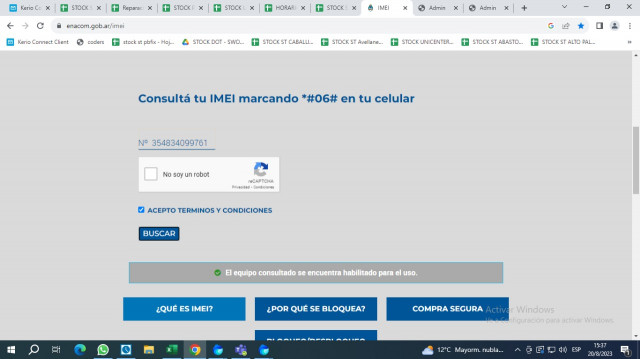 Kerio Co
STOCK
Reparac
STOCK
STOCK
HORAR
STOCK S
IMEI
Admin
Admin
enacom.gob.ar/imei
Kerio Connect Client
coders
stock st pbfix - Hoj...
STOCK DOT - SWO...
STOCK ST CABALLI...
STOCK ST Avellane...
STOCK UNICENTER...
STOCK ST ABASTO...
STOCK ST ALTO PAL...
Consultá tu IMEI marcando *#06# en tu celular
Nº 354834099761
No soy un robot
reCAPTCHA
Privacidad - Condiciones
ACEPTO TERMINOS Y CONDICIONES
BUSCAR
El equipo consultado se encuentra habilitado para el uso.
¿QUÉ ES IMEI?
¿POR QUÉ SE BLOQUEA?
COMPRA SEGURA
Activar Windows
Ve a Configuración para activar Windows.
BLOQUEO/DESBLOQUEO
12°C Mayorm. nubla...
ESP
15:37
20/8/2023